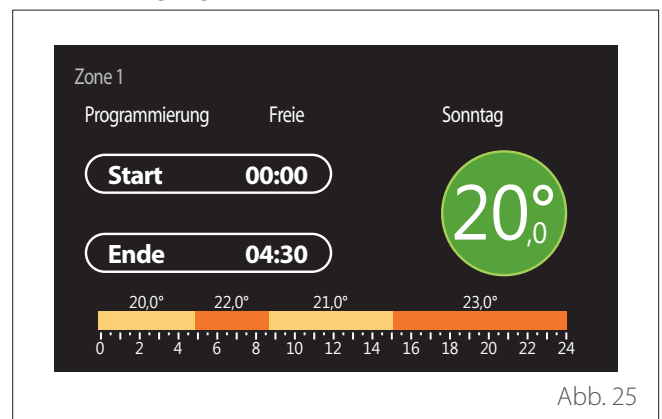 Zone 1
Programmierung Freie Sonntag
Start 00:00
20,0°
Ende 04:30
20,0° 22,0° 21,0° 23,0°
0 2 4 6 8 10 12 14 16 18 20 22 24
Abb. 25